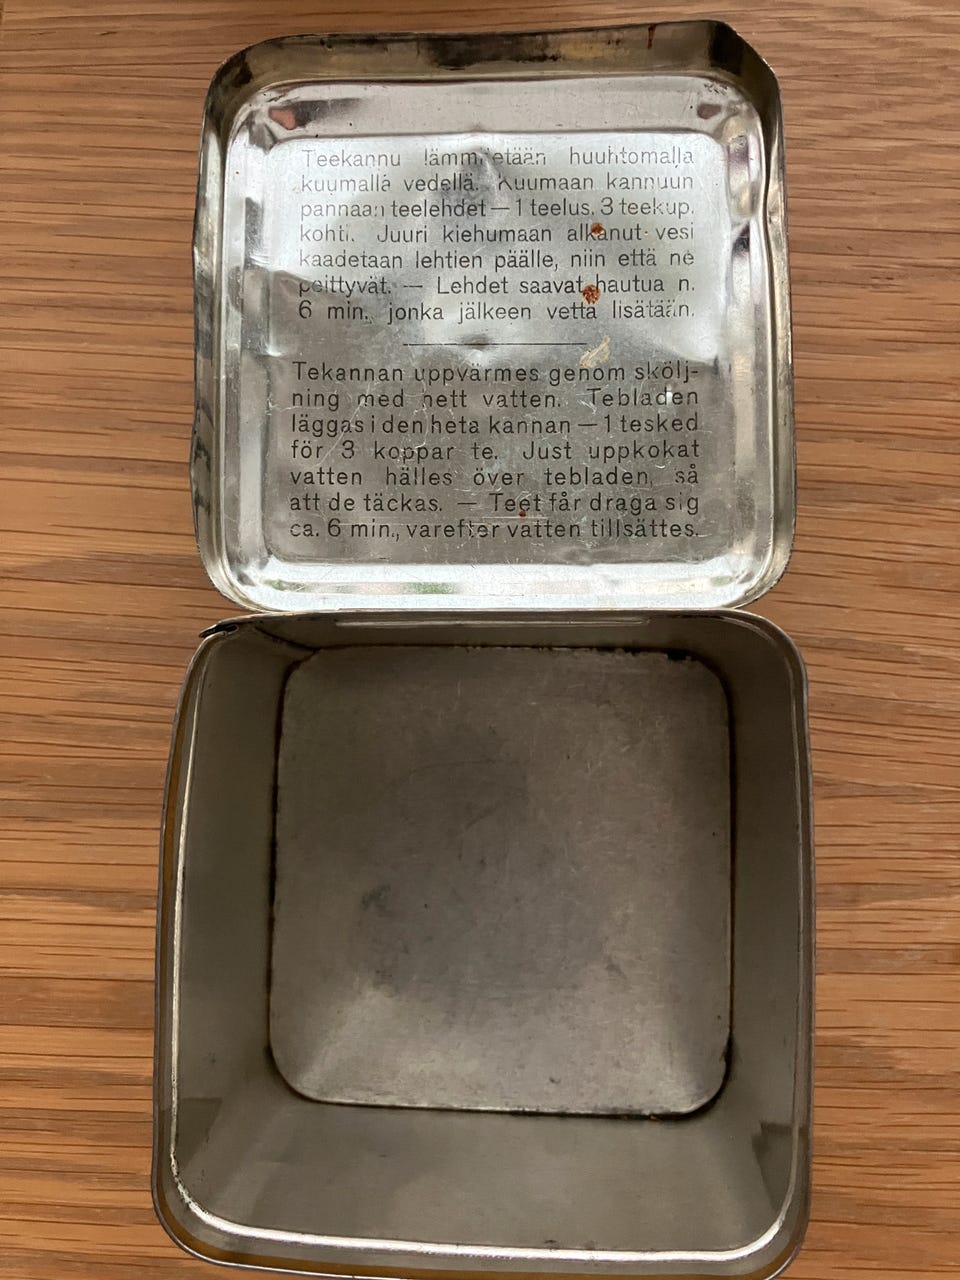 Teekannu lämmitetään huuhtomalla
kuumalla vedellä. Kuumaan kannuun
pannaan teelehdet — 1 teelus. 3 teekup.
kohti. Juuri kiehumaan alkanut vesi
kaadetaan lehtien päälle, niin että ne
peittyvät. — Lehdet saavat hautua n.
6 min., jonka jälkeen vettä lisätään.
Tekannan uppvärmes genom skölj-
ning med hett vatten. Tebladen
läggas i den heta kannan — 1 tesked
för 3 koppar te. Just uppkokat
vatten hälles över tebladen, så
att de täckas. — Teet får draga sig
ca. 6 min., varefter vatten tillsättes.